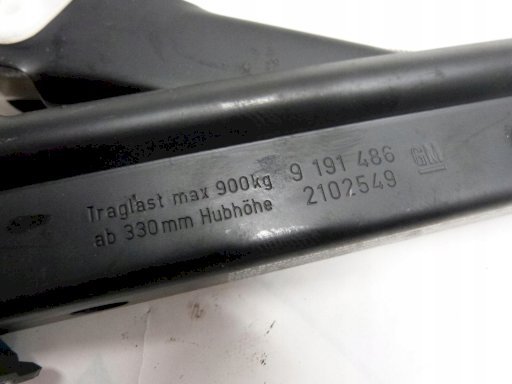 Traglast max 900kg 9 191 486 GM
ab 330mm Hubhöhe 2102549